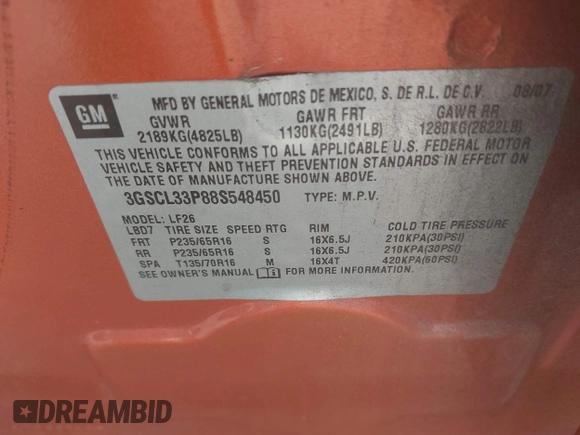 GM
MFD BY GENERAL MOTORS DE MEXICO, S. DE R.L. DE C.V. 08/07
GVWR GAWR FRT GAWR RR
2189KG(4825LB) 1130KG(2491LB) 1280KG(2822LB)
THIS VEHICLE CONFORMS TO ALL APPLICABLE U.S. FEDERAL MOTOR
VEHICLE SAFETY AND THEFT PREVENTION STANDARDS IN EFFECT ON
THE DATE OF MANUFACTURE SHOWN ABOVE.
3GSCL33P88S548450 TYPE: M.P.V.
MODEL: LF26
LBD7 TIRE SIZE SPEED RTG RIM COLD TIRE PRESSURE
FRT P235/65R16 S 16X6.5J 210KPA(30PSI)
RR P235/65R16 S 16X6.5J 210KPA(30PSI)
SPA T135/70R16 M 16X4T 420KPA(60PSI)
SEE OWNER'S MANUAL FOR MORE INFORMATION
DREAMBID